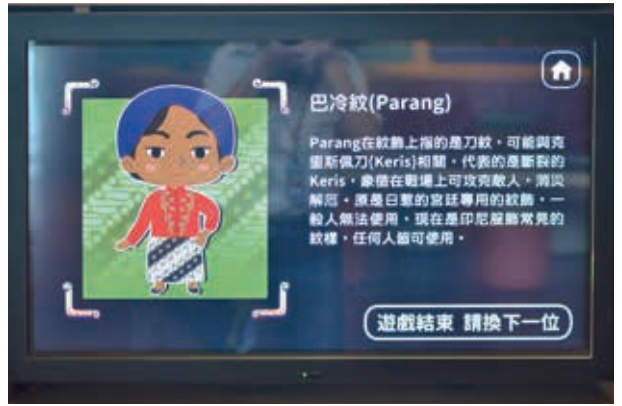 巴冷紋(Parang)
Parang在紋飾上指的是刀紋，可能與克
里斯佩刀(Keris)相關，代表的是斷裂的
Keris，象徵在戰場上可攻克敵人，消災
解厄。原是日惹的宮廷專用的紋飾，一
般人無法使用，現在是印尼服飾常見的
紋樣，任何人皆可使用。
遊戲結束 請換下一位